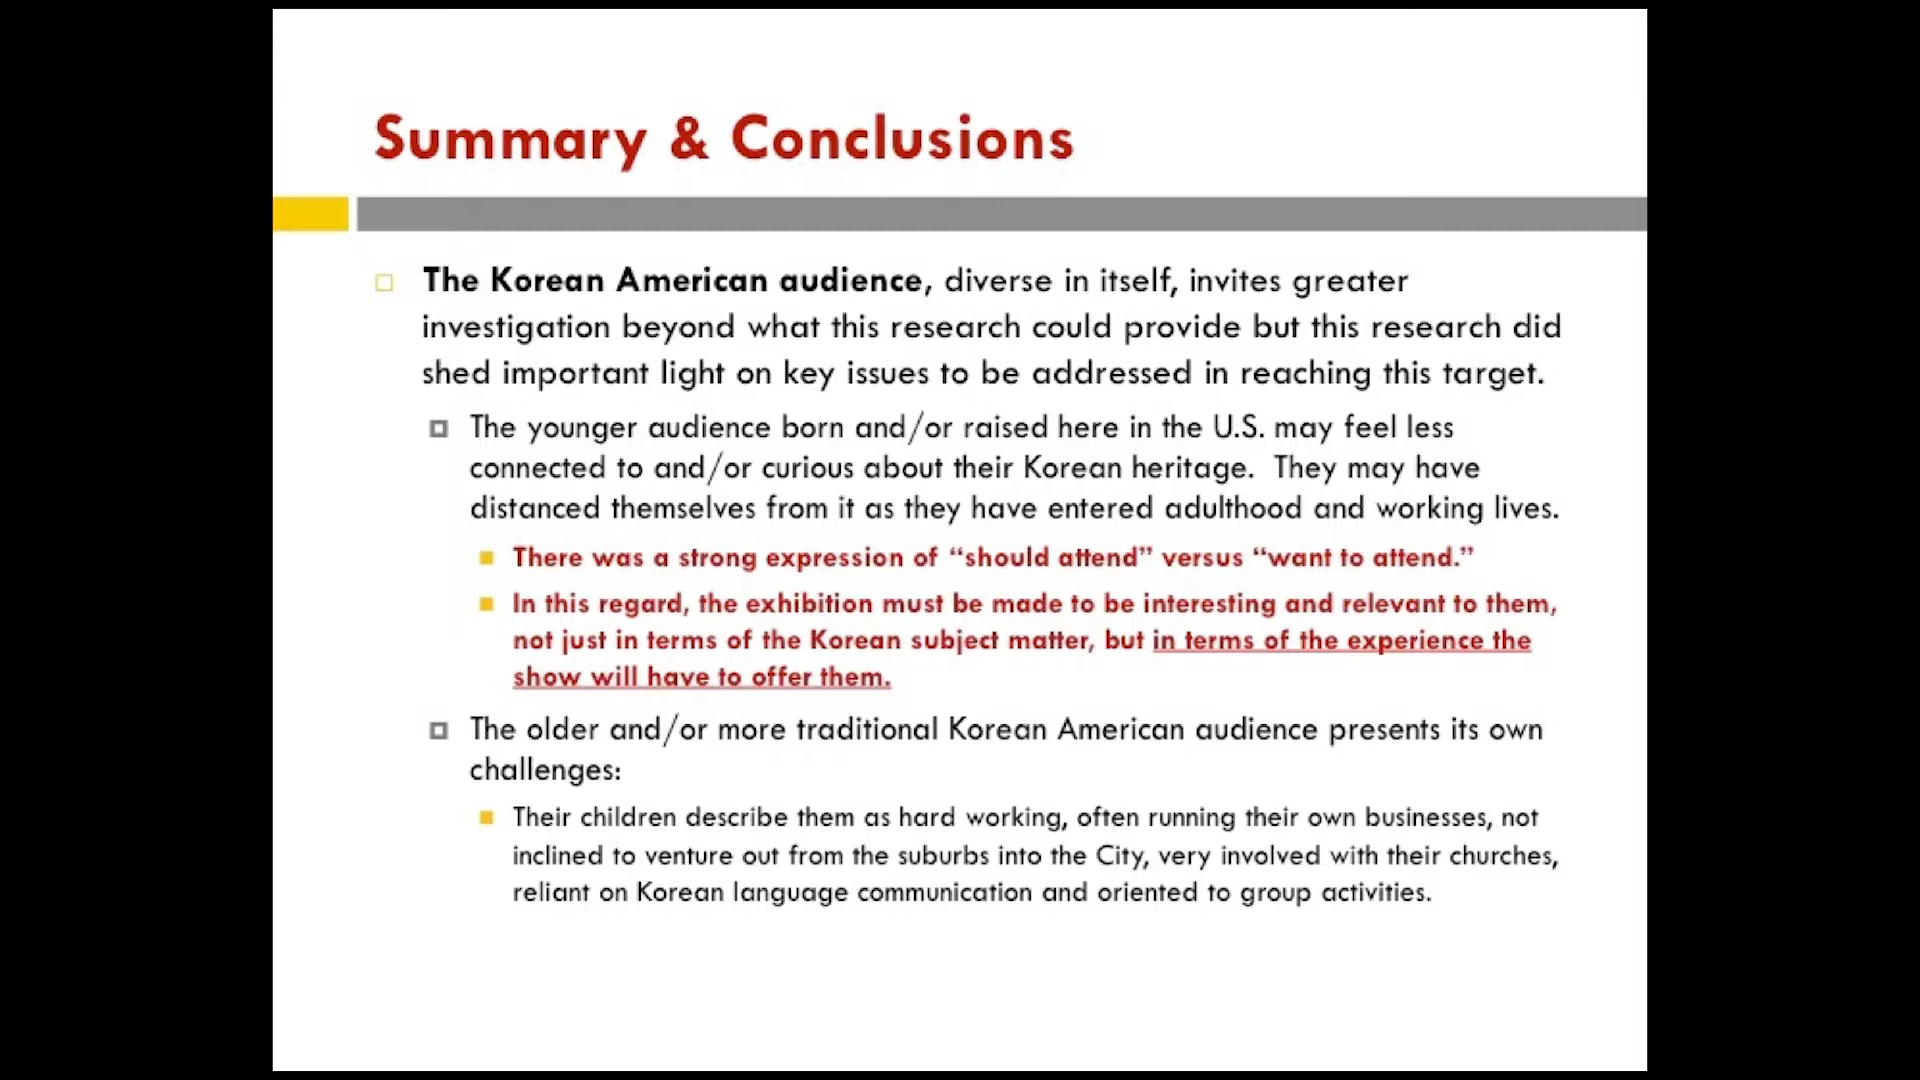 Summary & Conclusions
The Korean American audience, diverse in itself, invites greater
investigation beyond what this research could provide but this research did
shed important light on key issues to be addressed in reaching this target.
The younger audience born and/or raised here in the U.S. may feel less
connected to and/or curious about their Korean heritage.  They may have
distanced themselves from it as they have entered adulthood and working lives.
There was a strong expression of “should attend” versus “want to attend.”
In this regard, the exhibition must be made to be interesting and relevant to them,
not just in terms of the Korean subject matter, but in terms of the experience the
show will have to offer them.
The older and/or more traditional Korean American audience presents its own
challenges:
Their children describe them as hard working, often running their own businesses, not
inclined to venture out from the suburbs into the City, very involved with their churches,
reliant on Korean language communication and oriented to group activities.